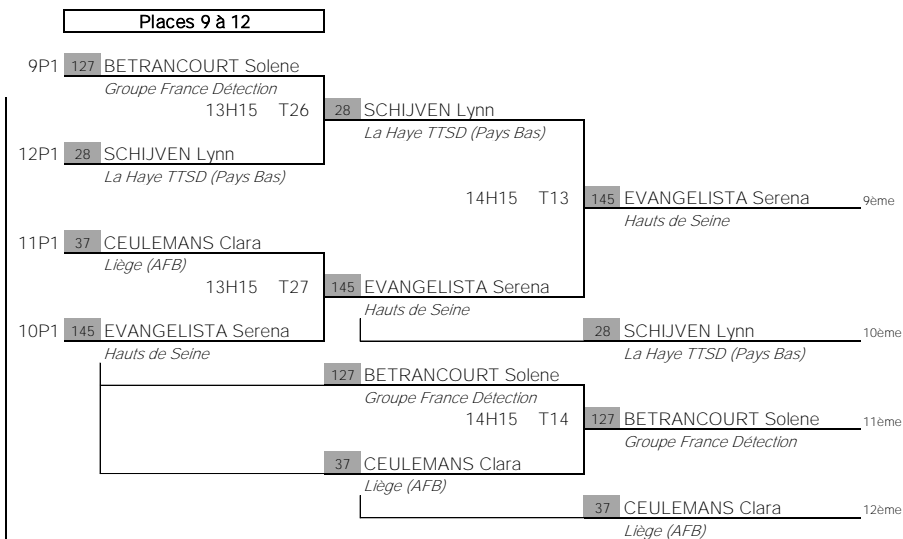 Places 9 à 12
9P1 127 BETRANCOURT Solene
Groupe France Détection
13H15 T26 28 SCHIJVEN Lynn
La Haye TTSD (Pays Bas)
12P1 28 SCHIJVEN Lynn
La Haye TTSD (Pays Bas)
14H15 T13 145 EVANGELISTA Serena 9ème
Hauts de Seine
11P1 37 CEULEMANS Clara
Liège (AFB)
13H15 T27 145 EVANGELISTA Serena
Hauts de Seine
10P1 145 EVANGELISTA Serena 28 SCHIJVEN Lynn 10ème
Hauts de Seine La Haye TTSD (Pays Bas)
127 BETRANCOURT Solene
Groupe France Détection
14H15 T14 127 BETRANCOURT Solene 11ème
Groupe France Détection
37 CEULEMANS Clara
Liège (AFB)
37 CEULEMANS Clara 12ème
Liège (AFB)